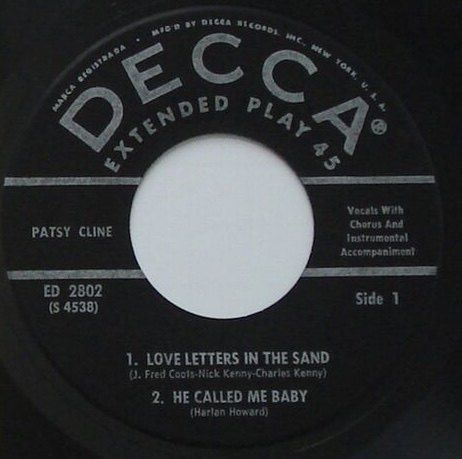 MARCA REGISTRADA • MFD'D BY DECCA RECORDS, INC., NEW YORK, U. S. A.
DECCA®
EXTENDED PLAY 45
PATSY CLINE
Vocals With
Chorus And
Instrumental
Accompaniment
ED 2802
(S 4538)
Side 1
1. LOVE LETTERS IN THE SAND
(J. Fred Coots-Nick Kenny-Charles Kenny)
2. HE CALLED ME BABY
(Harlan Howard)